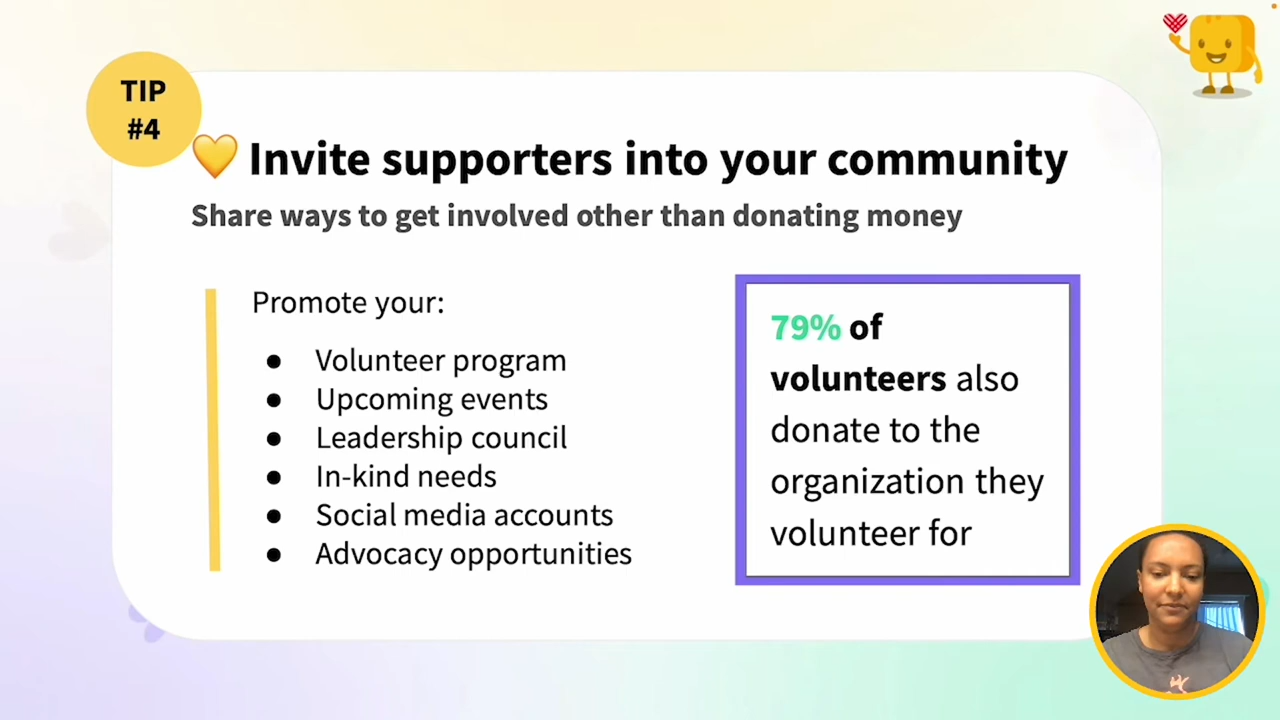 TIP
#4
💛 Invite supporters into your community
Share ways to get involved other than donating money
Promote your:
● Volunteer program
● Upcoming events
● Leadership council
● In-kind needs
● Social media accounts
● Advocacy opportunities
79% of
volunteers also
donate to the
organization they
volunteer for